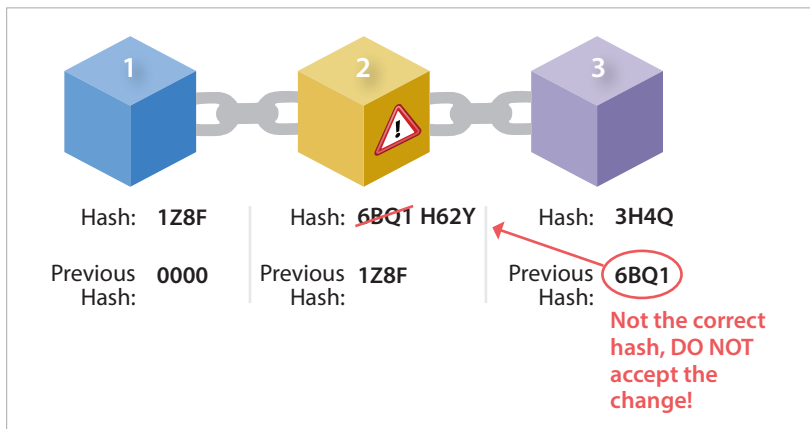 1
2
3
!
Hash: 1Z8F
Previous Hash: 0000
Hash: 6BQ1 H62Y
Previous Hash: 1Z8F
Hash: 3H4Q
Previous Hash: 6BQ1
Not the correct
hash, DO NOT
accept the
change!